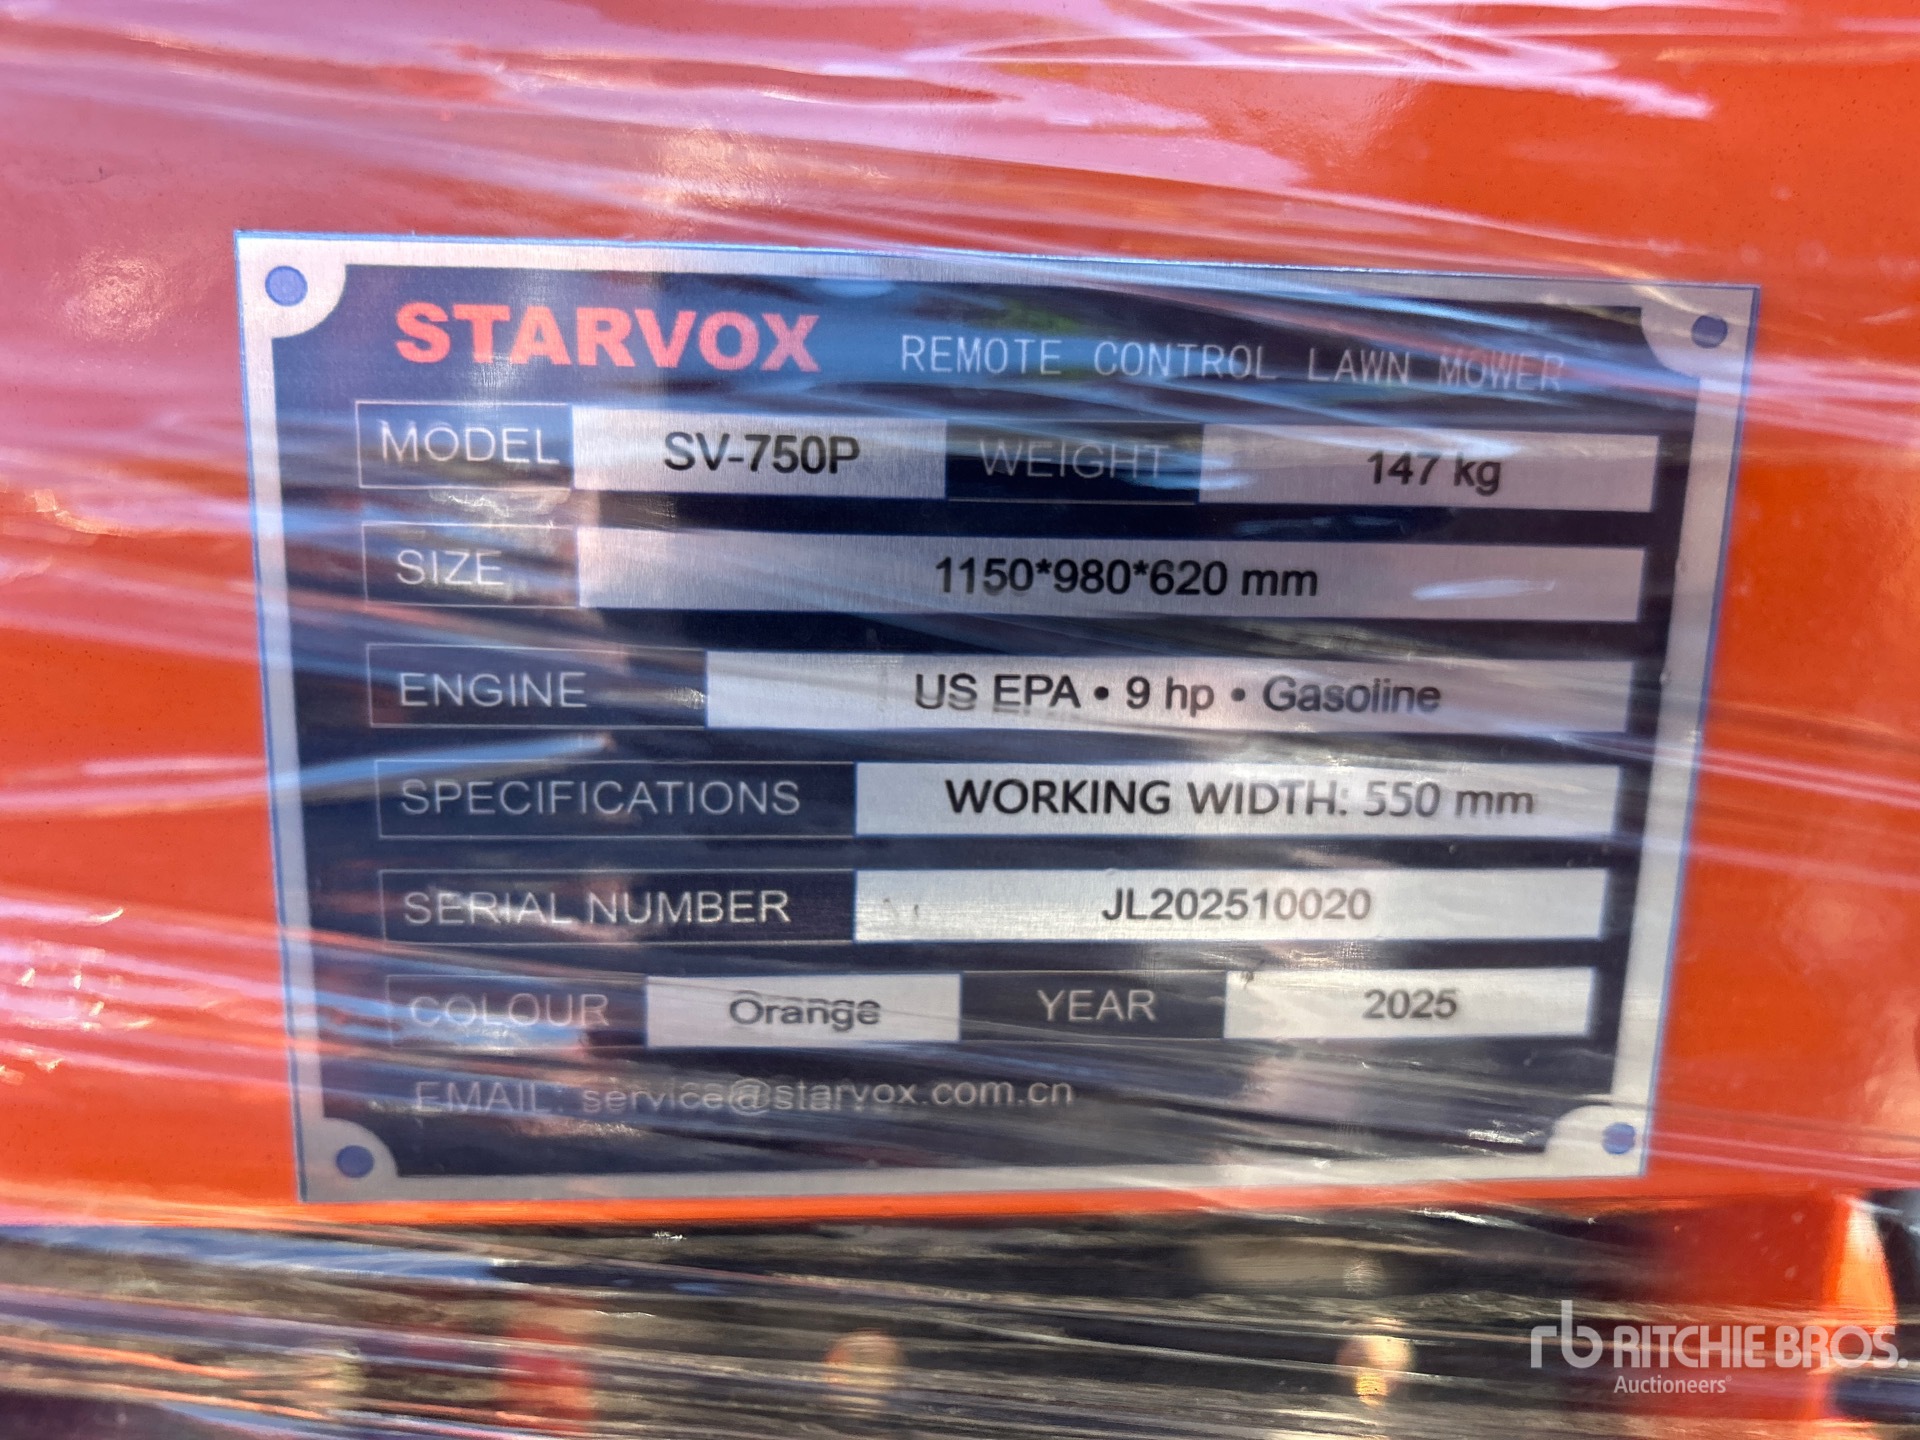 STARVOX REMOTE CONTROL LAWN MOWER
MODEL SV-750P WEIGHT 147 kg
SIZE 1150*980*620 mm
ENGINE US EPA • 9 hp • Gasoline
SPECIFICATIONS WORKING WIDTH: 550 mm
SERIAL NUMBER JL202510020
COLOUR Orange YEAR 2025
EMAIL: service@starvox.com.cn
rb RITCHIE BROS.
Auctioneers